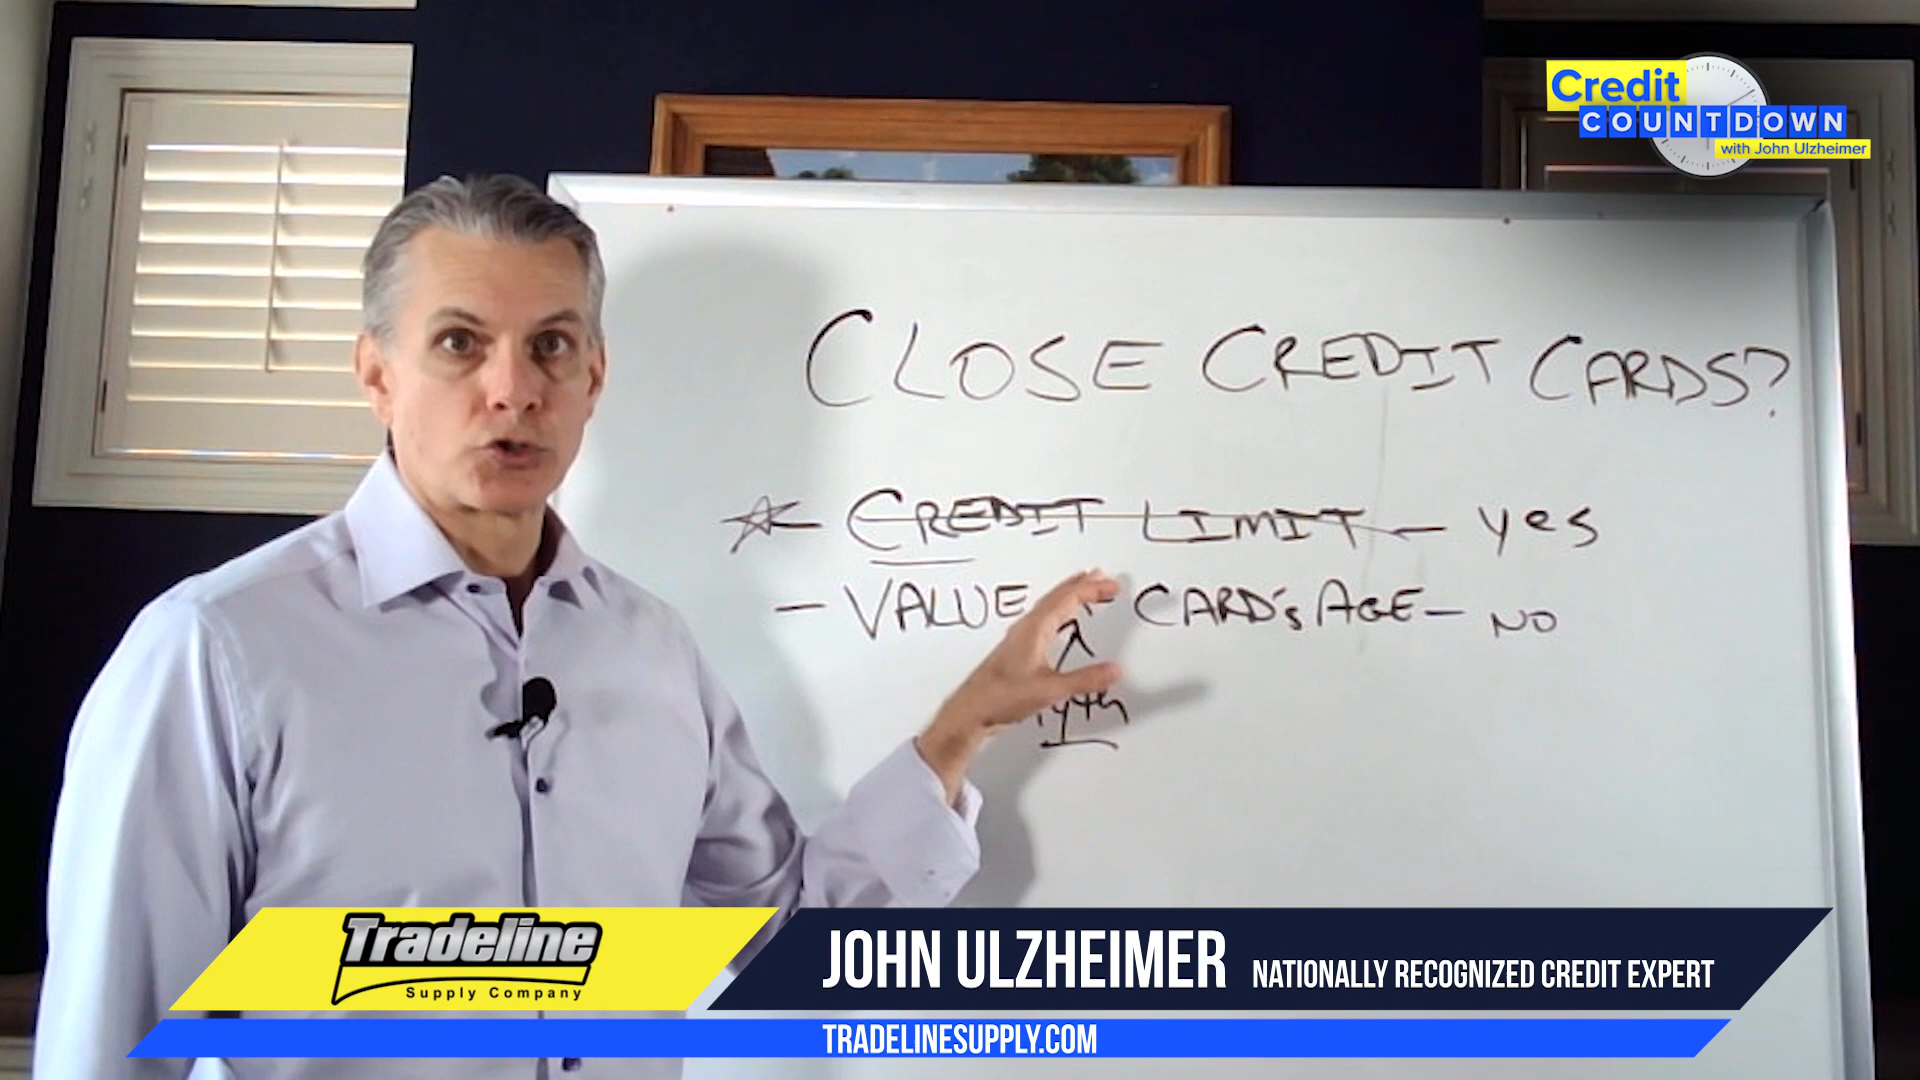 Credit
COUNTDOWN
with John Ulzheimer
CLOSE CREDIT CARDS?
CREDIT LIMIT - yes
- VALUE CARD'S AGE - NO
Tradeline
Supply Company
JOHN ULZHEIMER NATIONALLY RECOGNIZED CREDIT EXPERT
TRADELINESUPPLY.COM